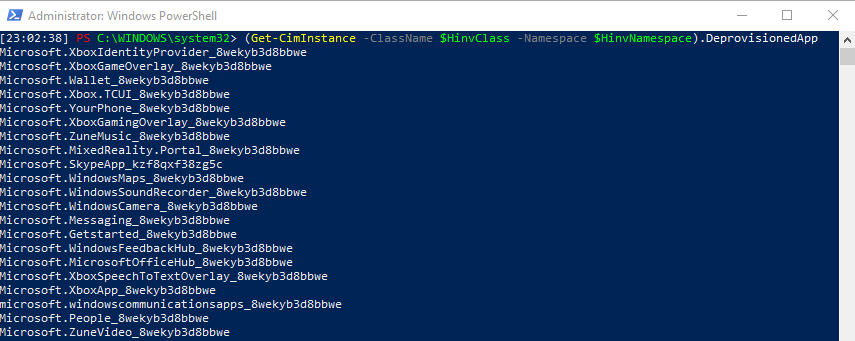 Administrator: Windows PowerShell
[23:02:38] PS C:\WINDOWS\system32> (Get-CimInstance -ClassName $HinvClass -Namespace $HinvNamespace).DeprovisionedApp
Microsoft.XboxIdentityProvider_8wekyb3d8bbwe
Microsoft.XboxGameOverlay_8wekyb3d8bbwe
Microsoft.Wallet_8wekyb3d8bbwe
Microsoft.Xbox.TCUI_8wekyb3d8bbwe
Microsoft.YourPhone_8wekyb3d8bbwe
Microsoft.XboxGamingOverlay_8wekyb3d8bbwe
Microsoft.ZuneMusic_8wekyb3d8bbwe
Microsoft.MixedReality.Portal_8wekyb3d8bbwe
Microsoft.SkypeApp_kzf8qxf38zg5c
Microsoft.WindowsMaps_8wekyb3d8bbwe
Microsoft.WindowsSoundRecorder_8wekyb3d8bbwe
Microsoft.WindowsCamera_8wekyb3d8bbwe
Microsoft.Messaging_8wekyb3d8bbwe
Microsoft.Getstarted_8wekyb3d8bbwe
Microsoft.WindowsFeedbackHub_8wekyb3d8bbwe
Microsoft.MicrosoftOfficeHub_8wekyb3d8bbwe
Microsoft.XboxSpeechToTextOverlay_8wekyb3d8bbwe
Microsoft.XboxApp_8wekyb3d8bbwe
microsoft.windowscommunicationsapps_8wekyb3d8bbwe
Microsoft.People_8wekyb3d8bbwe
Microsoft.ZuneVideo_8wekyb3d8bbwe